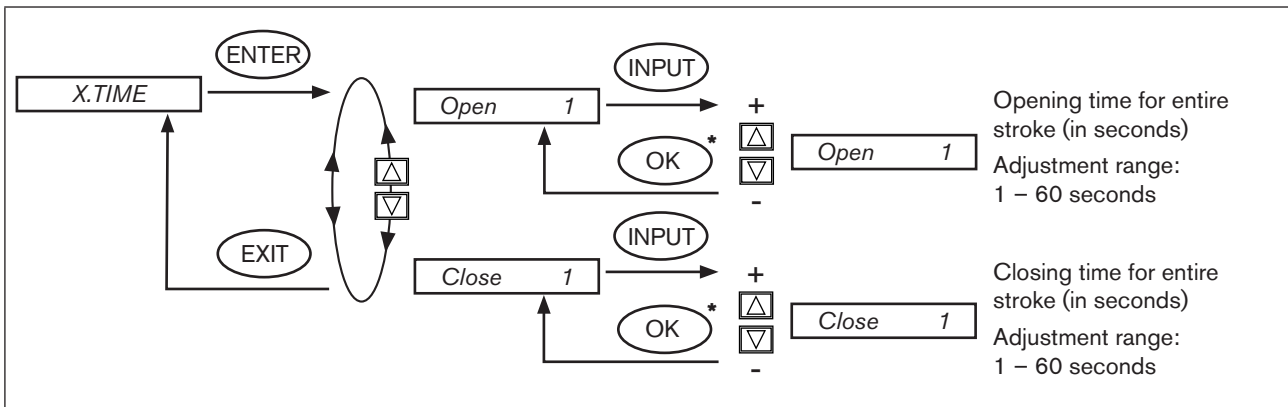 ENTER
X.TIME
EXIT
INPUT
Open 1
OK *
+
-
Open 1
Opening time for entire
stroke (in seconds)
Adjustment range:
1 – 60 seconds
INPUT
Close 1
OK *
+
-
Close 1
Closing time for entire
stroke (in seconds)
Adjustment range:
1 – 60 seconds